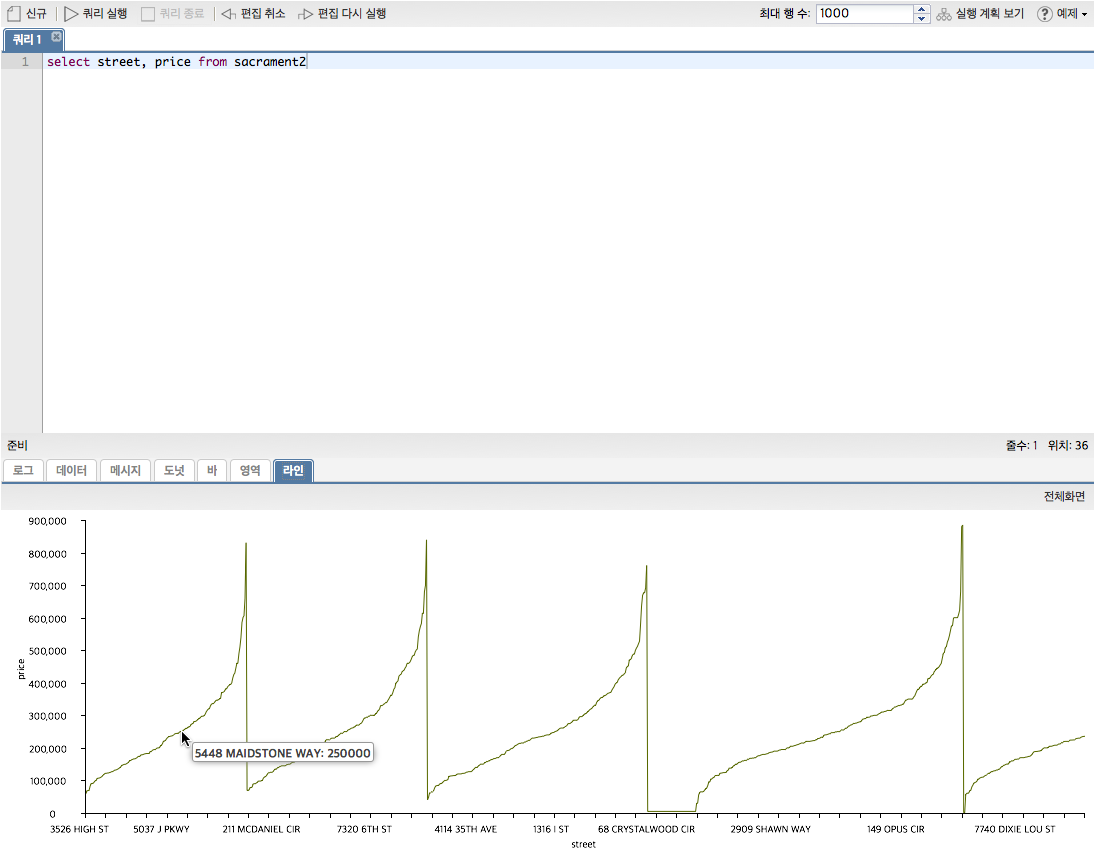 신규 쿼리 실행 쿼리 종료 편집 취소 편집 다시 실행 최대 행 수: 1000 실행 계획 보기 ? 예제
쿼리 1
1 select street, price from sacrament2
준비 줄수: 1 위치: 36
로그 데이터 메시지 도넛 바 영역 라인
전체화면
900,000
800,000
700,000
600,000
500,000
400,000
300,000
200,000
100,000
0
price
5448 MAIDSTONE WAY: 250000
3526 HIGH ST 5037 J PKWY 211 MCDANIEL CIR 7320 6TH ST 4114 35TH AVE 1316 I ST 68 CRYSTALWOOD CIR 2909 SHAWN WAY 149 OPUS CIR 7740 DIXIE LOU ST
street